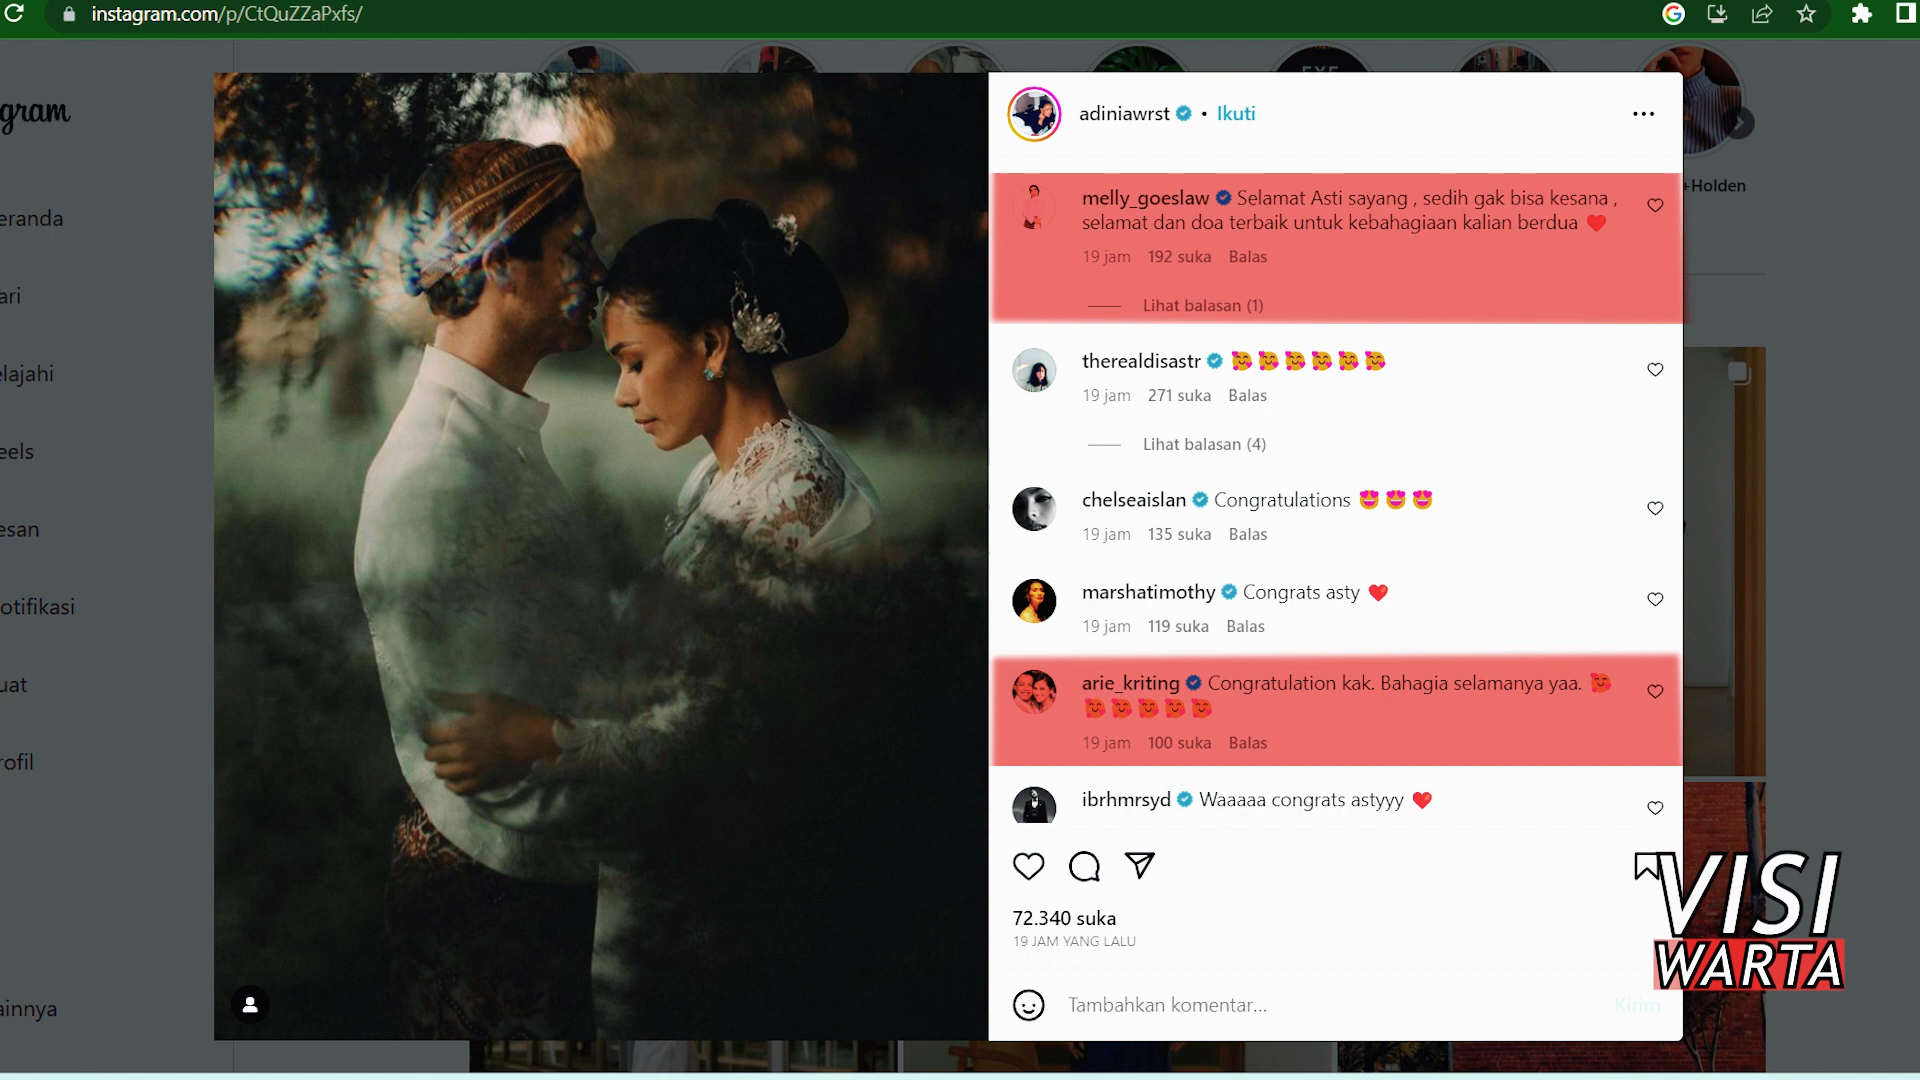 instagram.com/p/CtQuZZaPxfs/
gram
eranda
ari
elajahi
eels
esan
otifikasi
uat
rofil
ainnya
+Holden
adiniawrst • Ikuti
melly_goeslaw Selamat Asti sayang , sedih gak bisa kesana ,
selamat dan doa terbaik untuk kebahagiaan kalian berdua ❤️
19 jam 192 suka Balas
Lihat balasan (1)
therealdisastr 🥰🥰🥰🥰🥰🥰
19 jam 271 suka Balas
Lihat balasan (4)
chelseaislan Congratulations 😍😍😍
19 jam 135 suka Balas
marshatimothy Congrats asty ❤️
19 jam 119 suka Balas
arie_kriting Congratulation kak. Bahagia selamanya yaa. 🥰
🥰🥰🥰🥰🥰
19 jam 100 suka Balas
ibrhmrsyd Waaaaa congrats astyyy ❤️
72.340 suka
19 JAM YANG LALU
Tambahkan komentar...
Kirim
VISI
WARTA